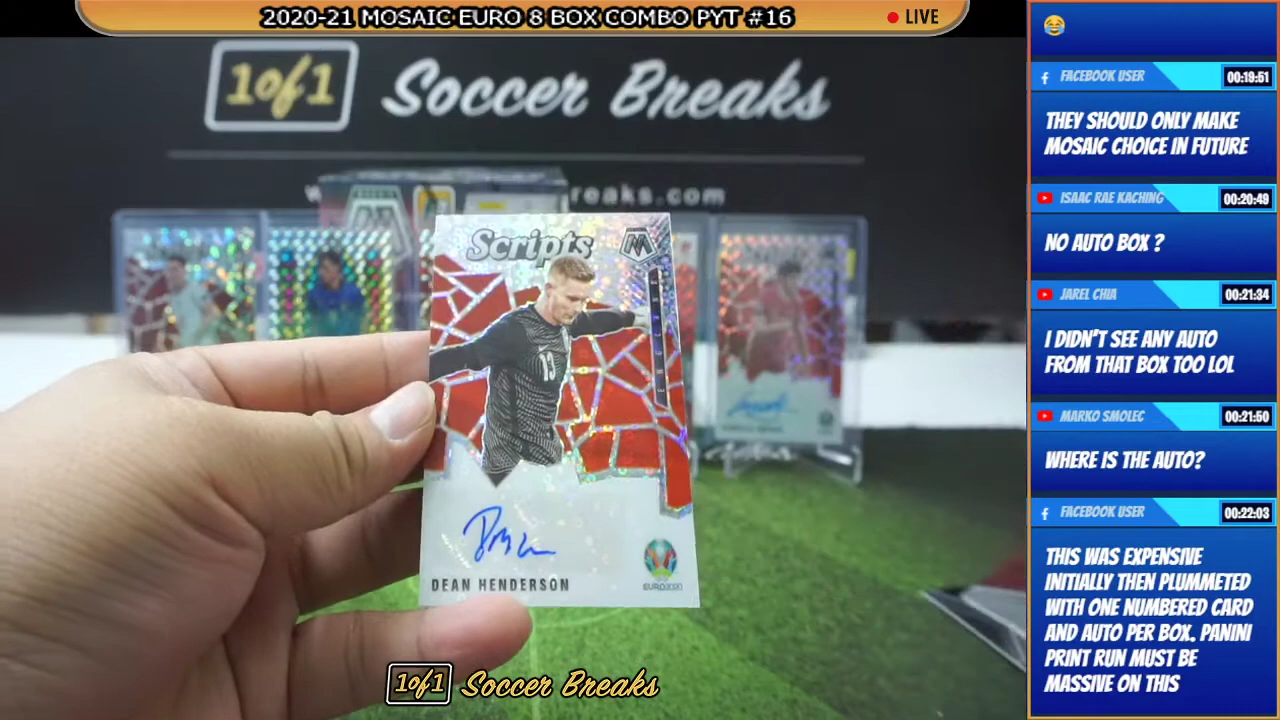 2020-21 MOSAIC EURO 8 BOX COMBO PYT #16
LIVE
1of1
Soccer Breaks
reaks.com
Scripts
13
DEAN HENDERSON
EURO2020
1of1 Soccer Breaks
FACEBOOK USER
00:19:51
THEY SHOULD ONLY MAKE
MOSAIC CHOICE IN FUTURE
ISAAC RAE KACHING
00:20:49
NO AUTO BOX ?
JAREL CHIA
00:21:34
I DIDN'T SEE ANY AUTO
FROM THAT BOX TOO LOL
MARKO SMOLEC
00:21:50
WHERE IS THE AUTO?
FACEBOOK USER
00:22:03
THIS WAS EXPENSIVE
INITIALLY THEN PLUMMETED
WITH ONE NUMBERED CARD
AND AUTO PER BOX. PANINI
PRINT RUN MUST BE
MASSIVE ON THIS